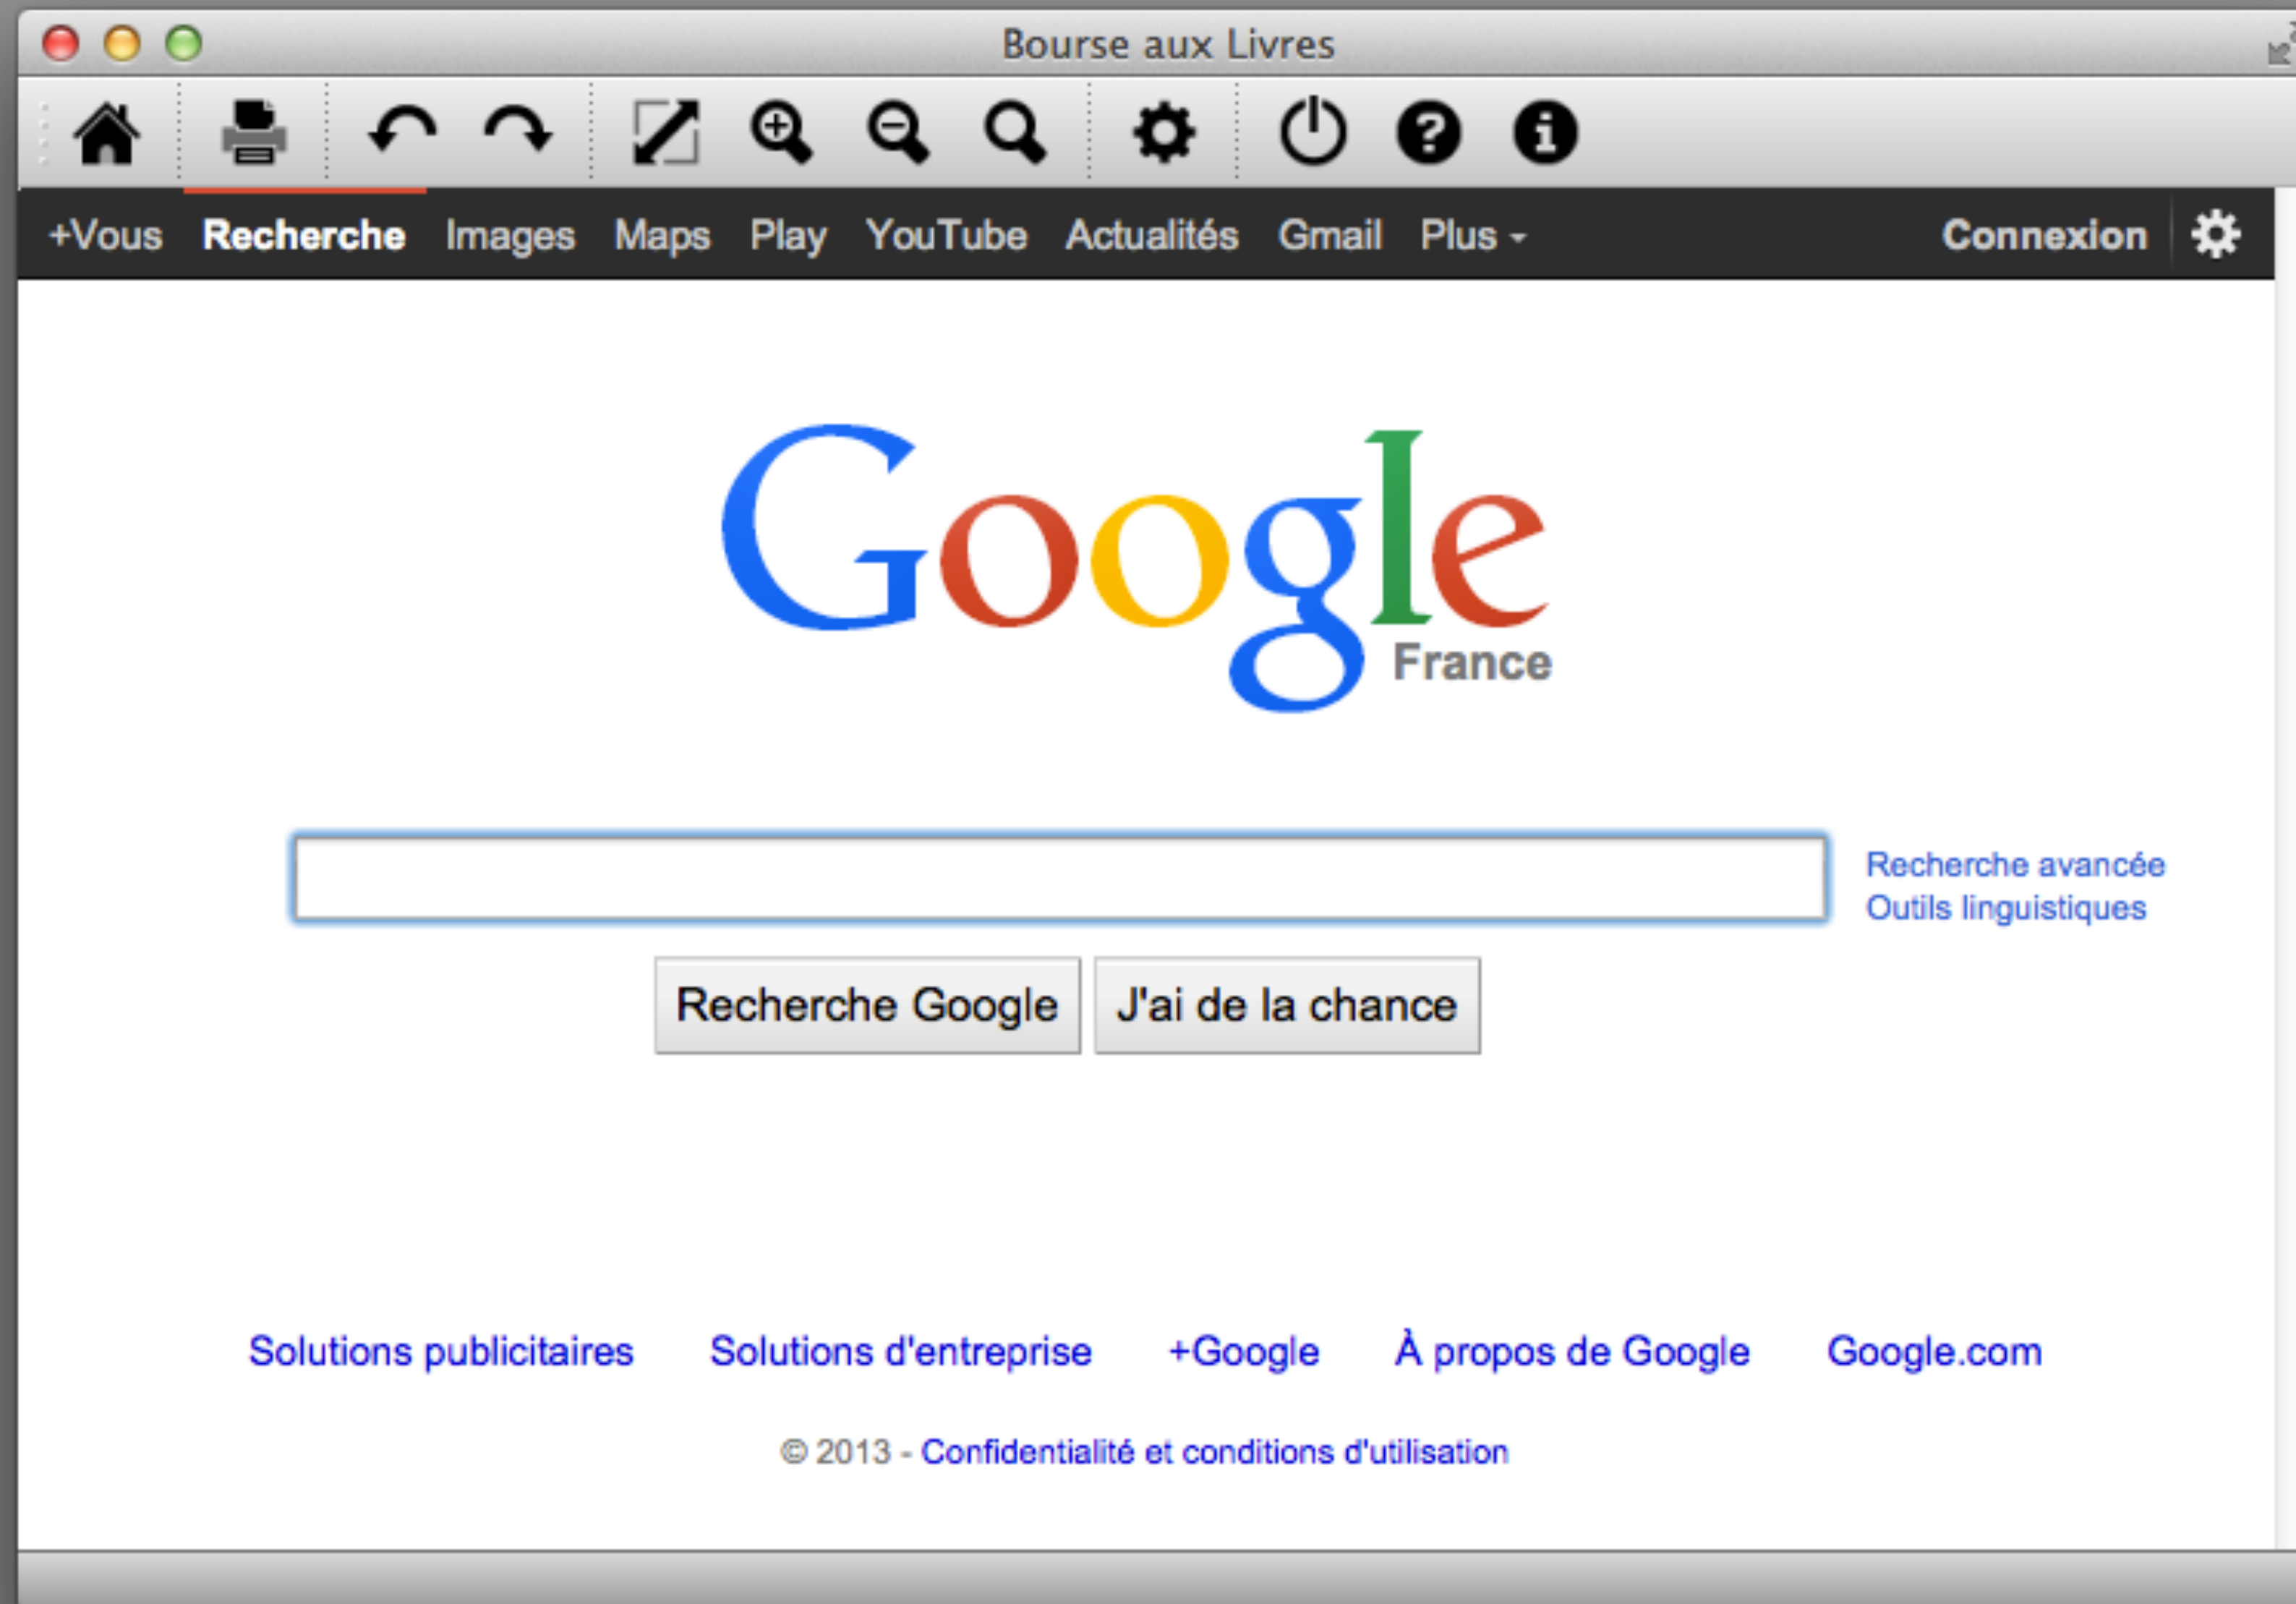 Bourse aux Livres
+Vous Recherche Images Maps Play YouTube Actualités Gmail Plus Connexion
Google
France
Recherche avancée
Outils linguistiques
Recherche Google J'ai de la chance
Solutions publicitaires Solutions d'entreprise +Google À propos de Google Google.com
© 2013 - Confidentialité et conditions d'utilisation